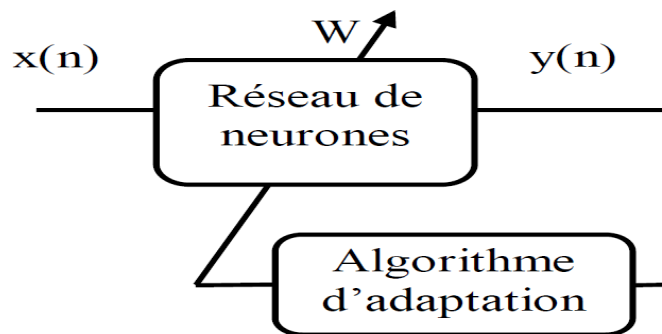 W
x(n)
y(n)
Réseau de
neurones
Algorithme
d’adaptation